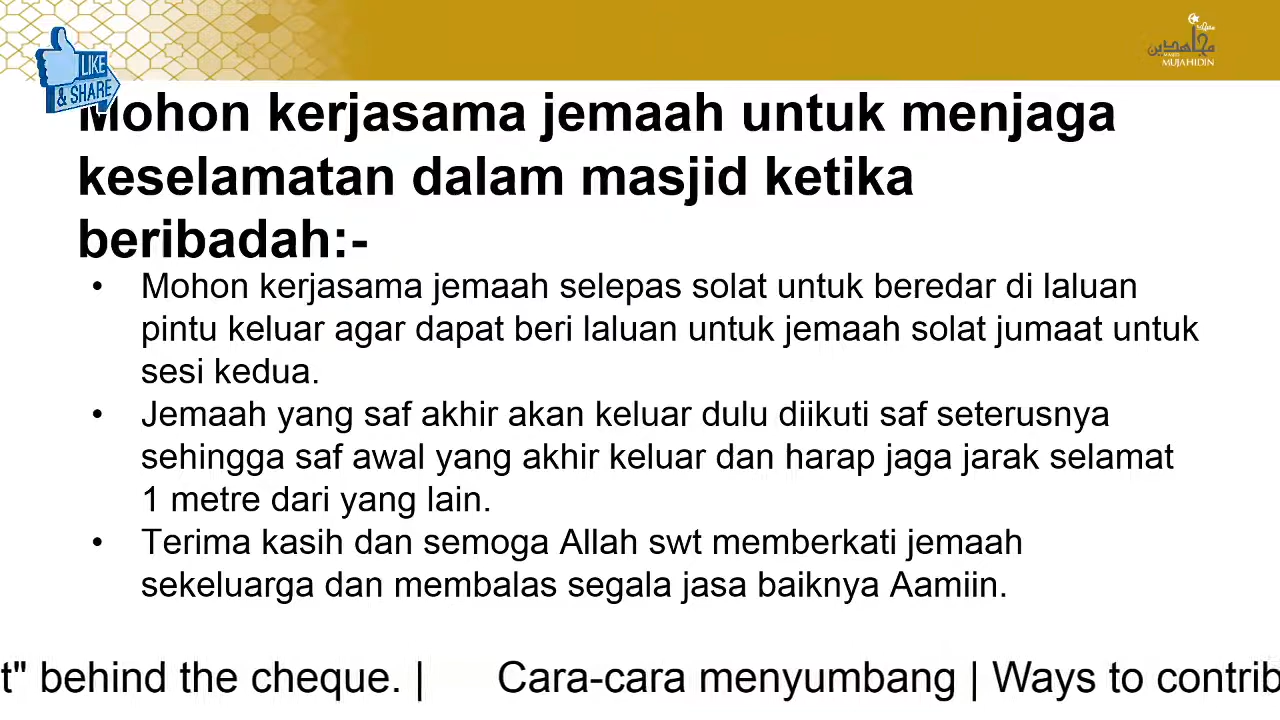 LIKE
& SHARE
مجاهدين
MASJID
MUJAHIDIN
Mohon kerjasama jemaah untuk menjaga
keselamatan dalam masjid ketika
beribadah:-
• Mohon kerjasama jemaah selepas solat untuk beredar di laluan
pintu keluar agar dapat beri laluan untuk jemaah solat jumaat untuk
sesi kedua.
• Jemaah yang saf akhir akan keluar dulu diikuti saf seterusnya
sehingga saf awal yang akhir keluar dan harap jaga jarak selamat
1 metre dari yang lain.
• Terima kasih dan semoga Allah swt memberkati jemaah
sekeluarga dan membalas segala jasa baiknya Aamiin.
t" behind the cheque. | Cara-cara menyumbang | Ways to contrib